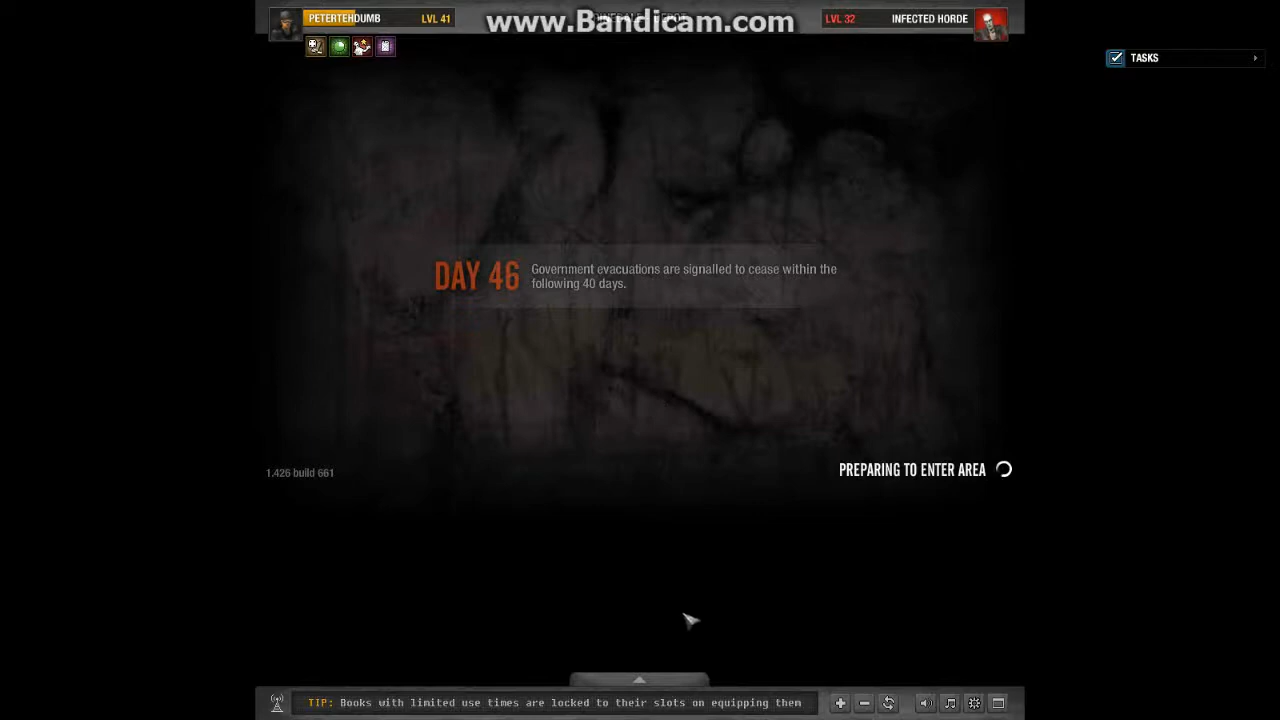 PETERTEHDUMB LVL 41
www.Bandicam.com
LVL 32 INFECTED HORDE
TASKS
DAY 46
Government evacuations are signalled to cease within the
following 40 days.
1.426 build 661
PREPARING TO ENTER AREA
TIP: Books with limited use times are locked to their slots on equipping them